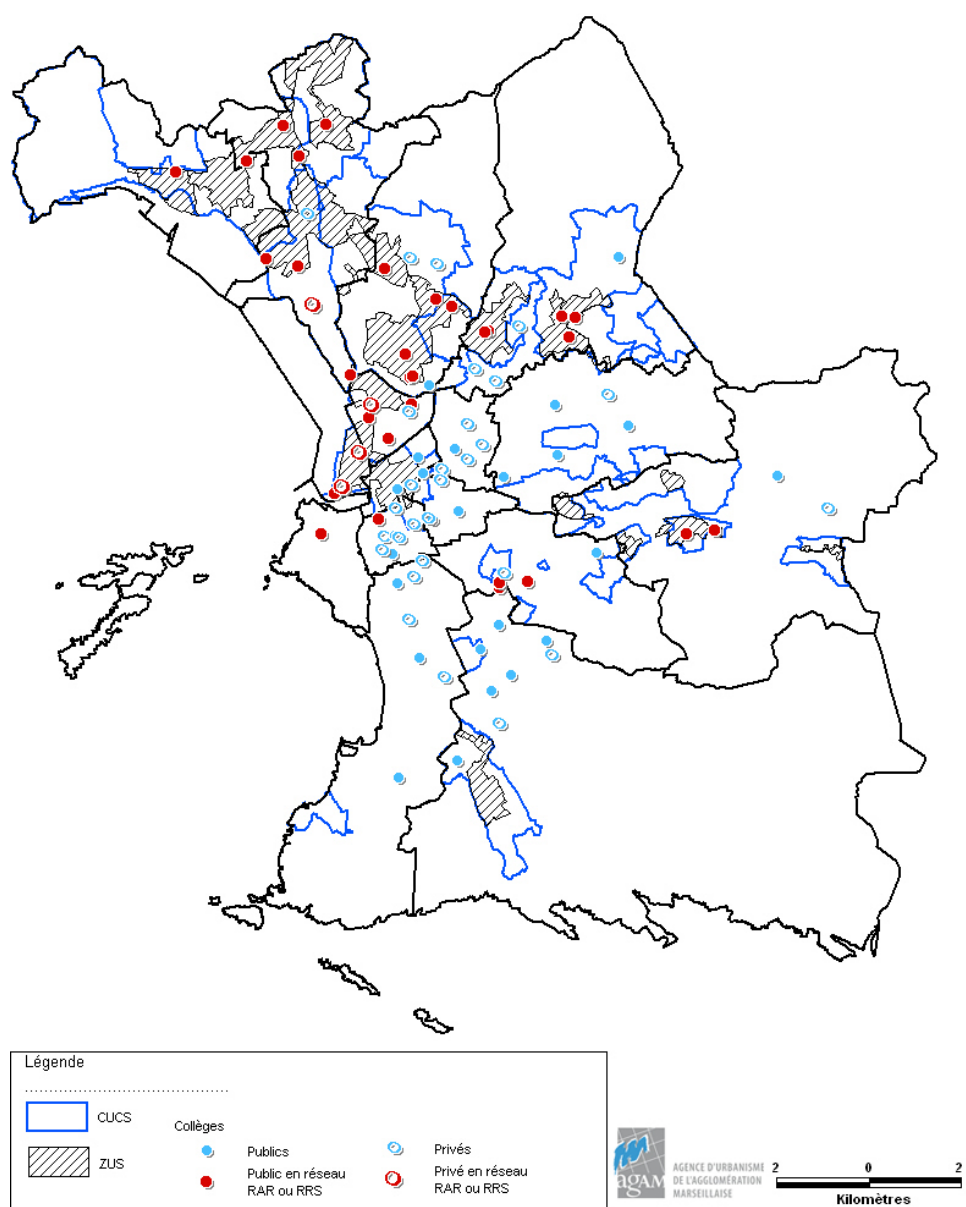 Légende
CUCS
ZUS
Collèges
Publics
Public en réseau
RAR ou RRS
Privés
Privé en réseau
RAR ou RRS
agAM
AGENCE D'URBANISME
DE L'AGGLOMÉRATION
MARSEILLAISE
2 0 2
Kilomètres